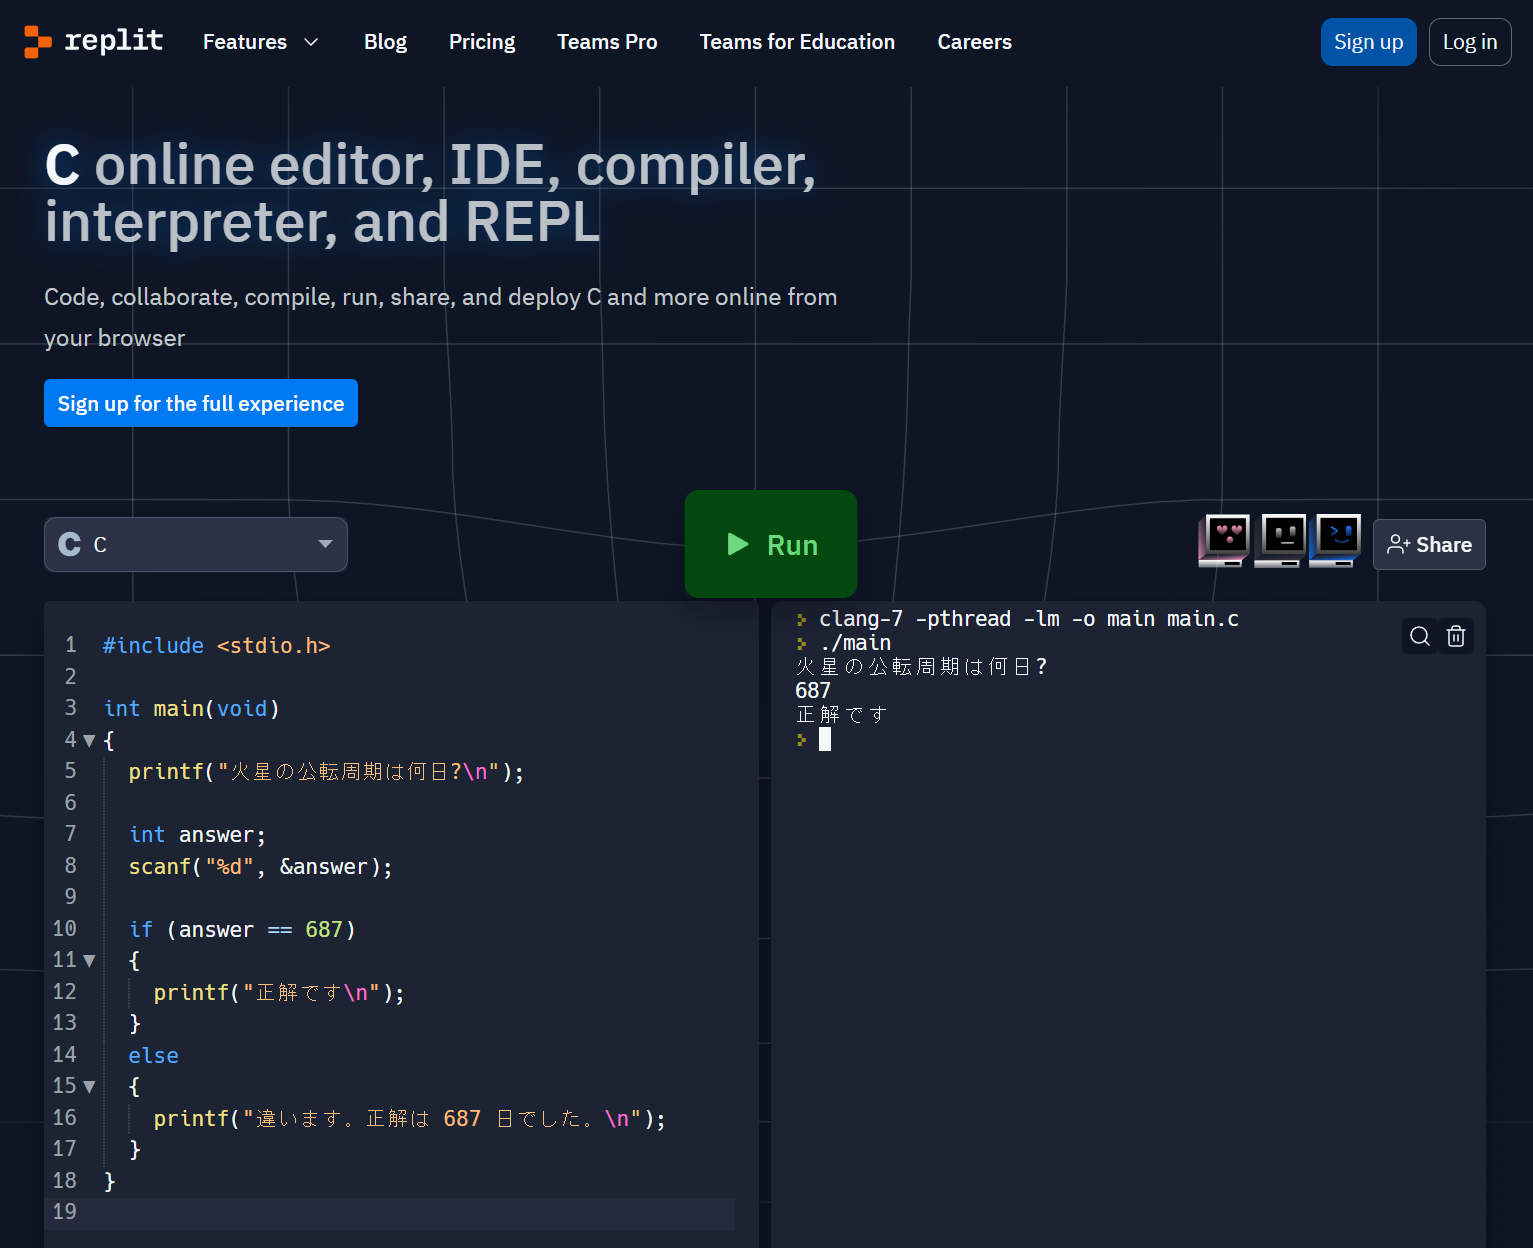 replit Features Blog Pricing Teams Pro Teams for Education Careers Sign up Log in
C online editor, IDE, compiler,
interpreter, and REPL
Code, collaborate, compile, run, share, and deploy C and more online from
your browser
Sign up for the full experience
C C
Run
Share
1 #include <stdio.h>
2
3 int main(void)
4 {
5 printf("火星の公転周期は何日?\n");
6
7 int answer;
8 scanf("%d", &answer);
9
10 if (answer == 687)
11 {
12 printf("正解です\n");
13 }
14 else
15 {
16 printf("違います。正解は 687 日でした。\n");
17 }
18 }
19
> clang-7 -pthread -lm -o main main.c
> ./main
火星の公転周期は何日?
687
正解です
>